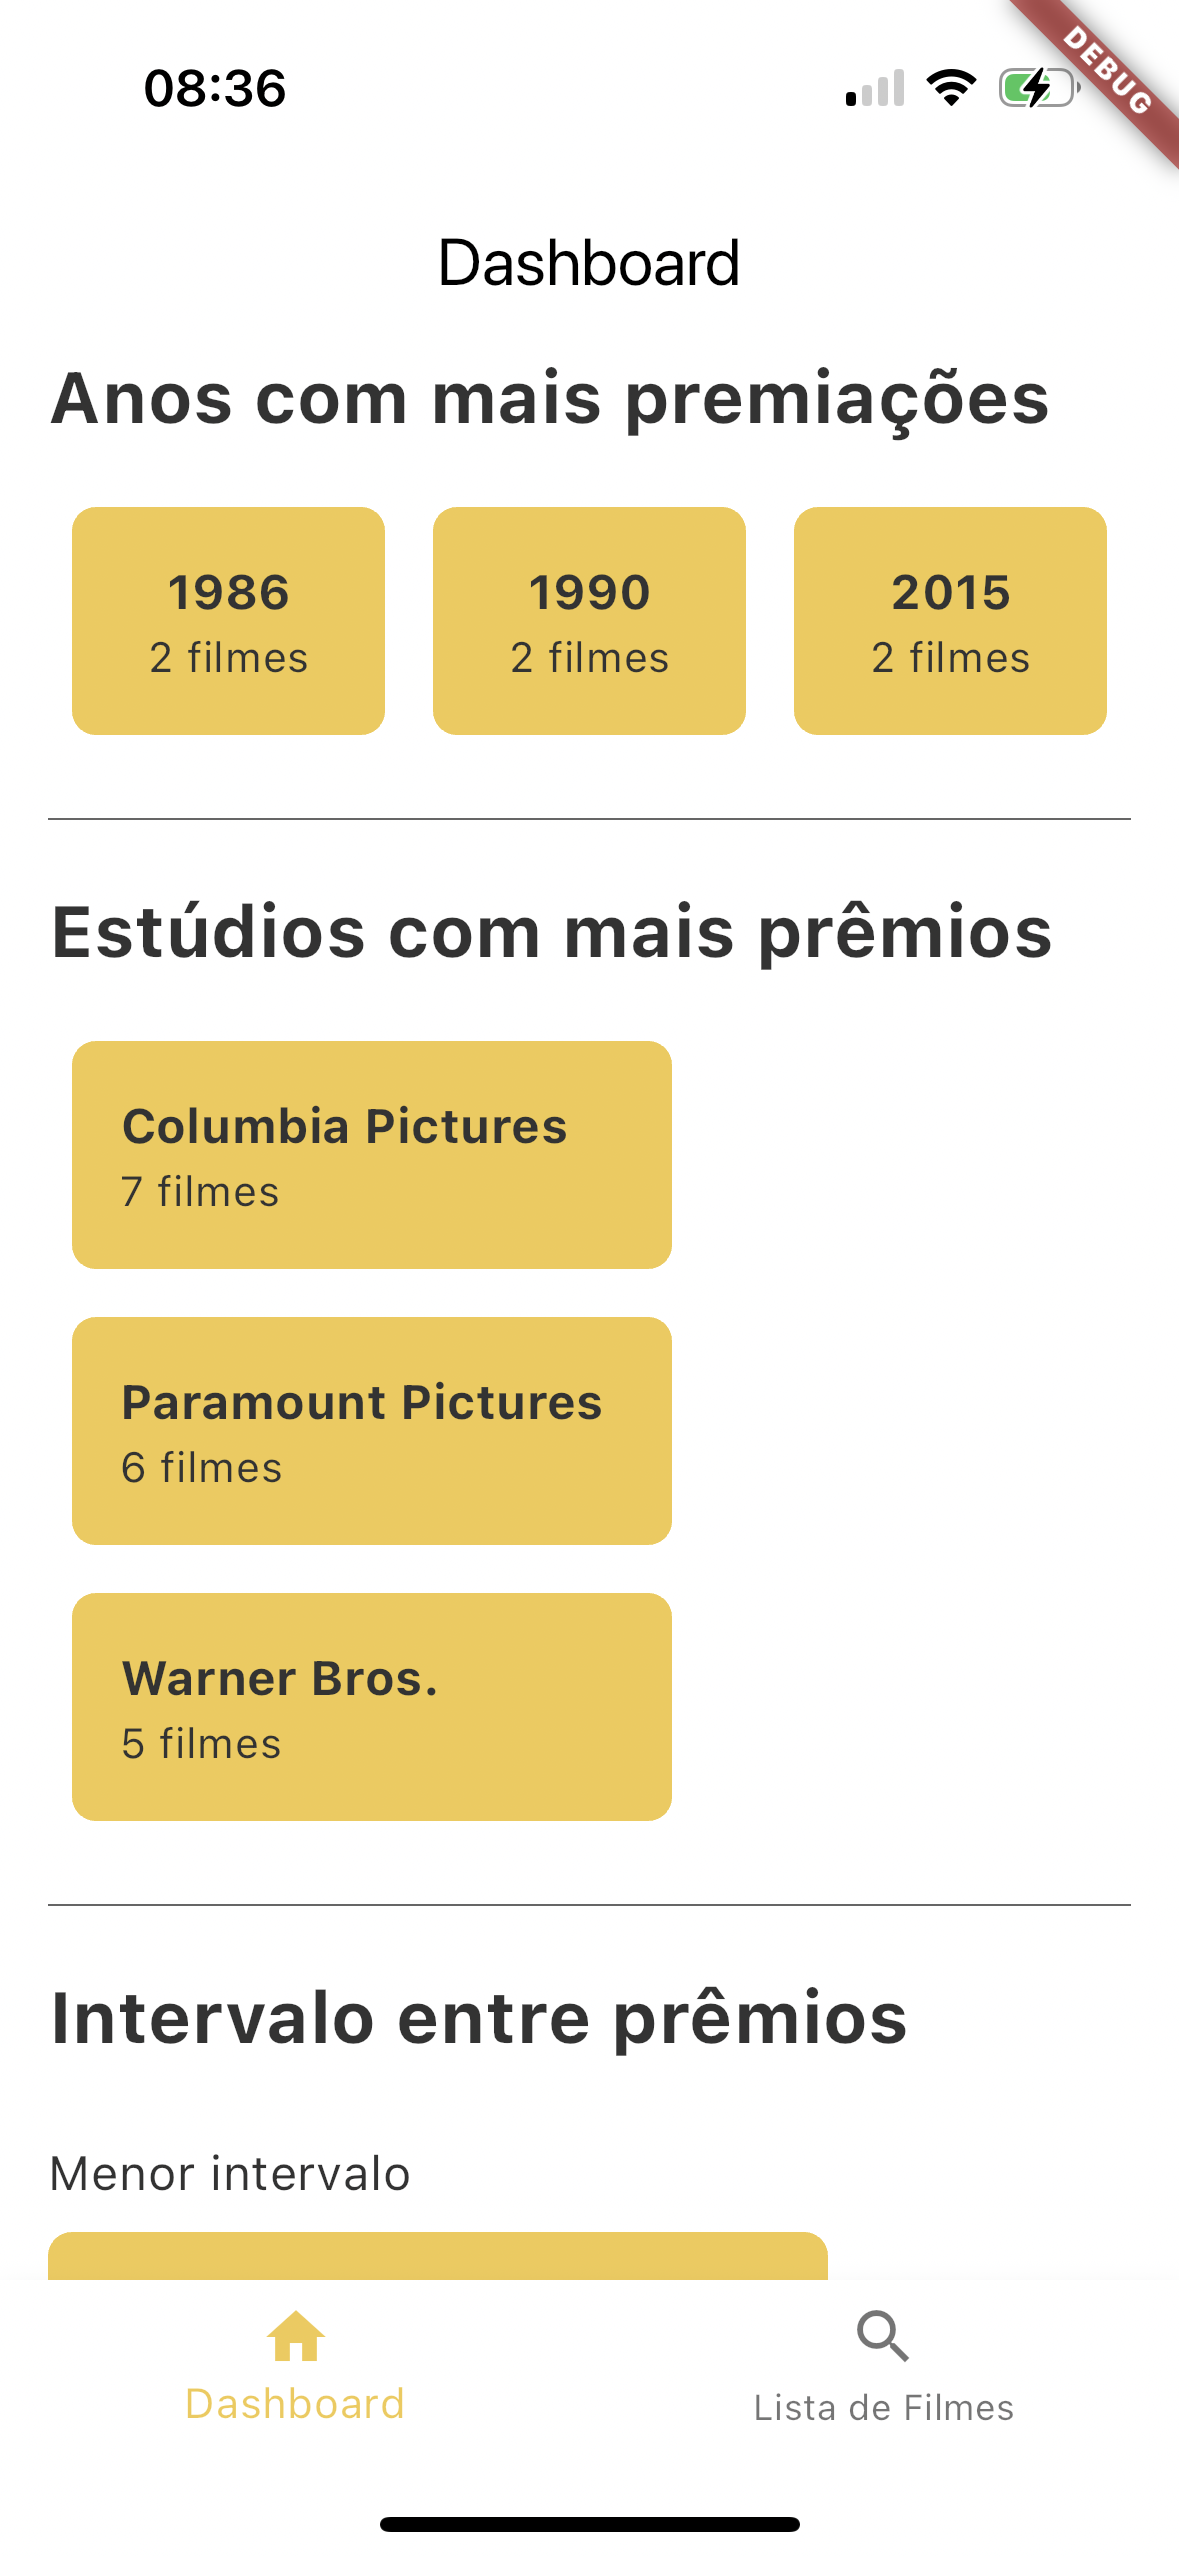 08:36
DEBUG
Dashboard
Anos com mais premiações
1986
2 filmes
1990
2 filmes
2015
2 filmes
Estúdios com mais prêmios
Columbia Pictures
7 filmes
Paramount Pictures
6 filmes
Warner Bros.
5 filmes
Intervalo entre prêmios
Menor intervalo
Dashboard
Lista de Filmes